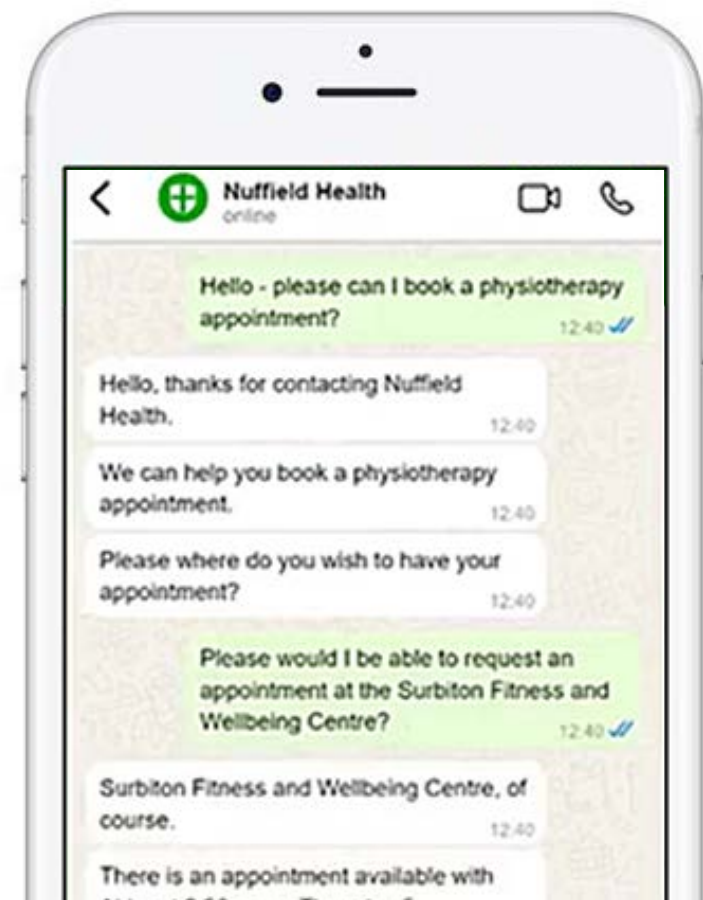 Nuffield Health
online
Hello - please can I book a physiotherapy
appointment?
12:40
Hello, thanks for contacting Nuffield
Health.
12:40
We can help you book a physiotherapy
appointment.
12:40
Please where do you wish to have your
appointment?
12:40
Please would I be able to request an
appointment at the Surbiton Fitness and
Wellbeing Centre?
12:40
Surbiton Fitness and Wellbeing Centre, of
course.
12:40
There is an appointment available with